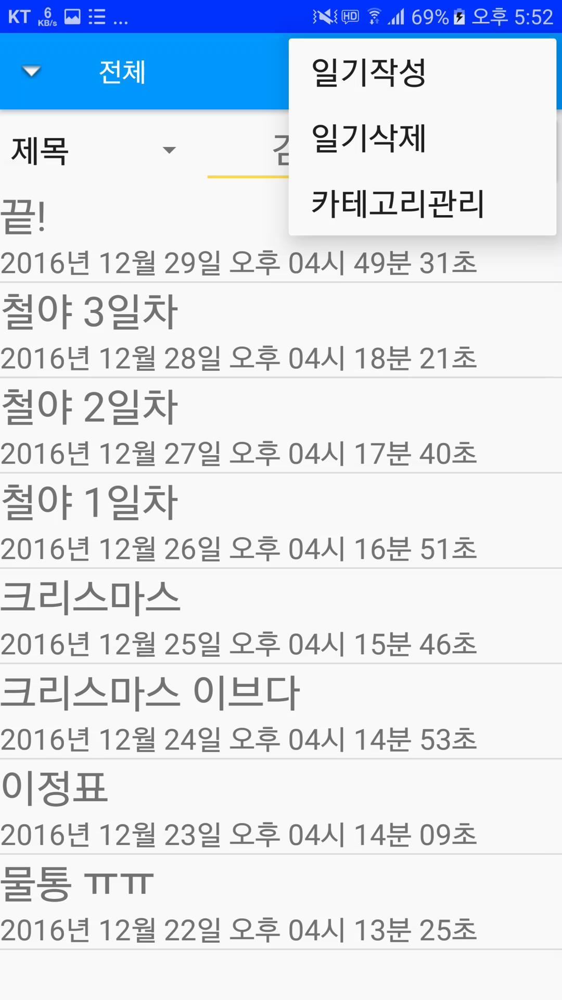 KT 6 KB/s ... HD 69% 오후 5:52
전체
일기작성
일기삭제
카테고리관리
제목
끝!
2016년 12월 29일 오후 04시 49분 31초
철야 3일차
2016년 12월 28일 오후 04시 18분 21초
철야 2일차
2016년 12월 27일 오후 04시 17분 40초
철야 1일차
2016년 12월 26일 오후 04시 16분 51초
크리스마스
2016년 12월 25일 오후 04시 15분 46초
크리스마스 이브다
2016년 12월 24일 오후 04시 14분 53초
이정표
2016년 12월 23일 오후 04시 14분 09초
물통 ㅠㅠ
2016년 12월 22일 오후 04시 13분 25초